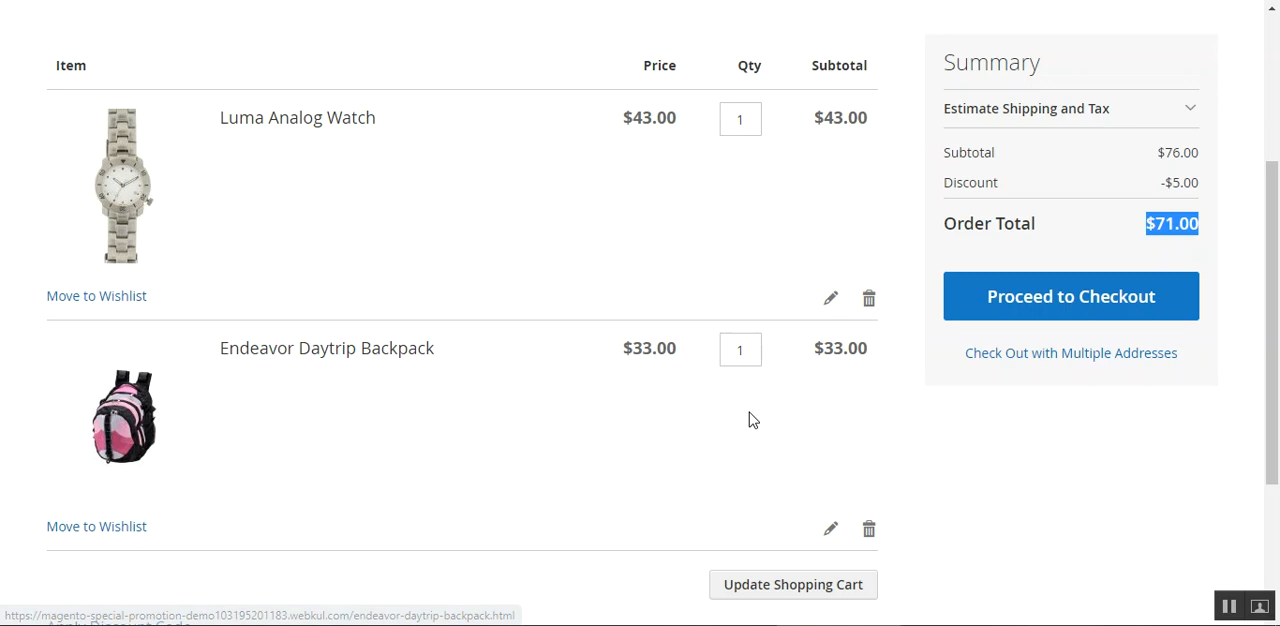 Item Price Qty Subtotal
Luma Analog Watch $43.00 1 $43.00
Move to Wishlist
Endeavor Daytrip Backpack $33.00 1 $33.00
Move to Wishlist
Update Shopping Cart
Summary
Estimate Shipping and Tax
Subtotal $76.00
Discount -$5.00
Order Total $71.00
Proceed to Checkout
Check Out with Multiple Addresses
https://magento-special-promotion-demo103195201183.webkul.com/endeavor-daytrip-backpack.html